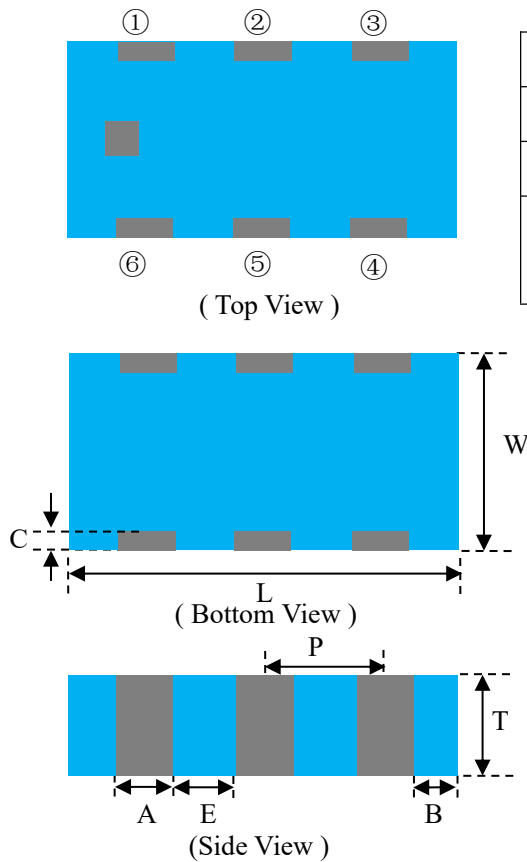 ① ② ③
⑥ ⑤ ④
( Top View )
W
C
L
( Bottom View )
P
T
A E B
(Side View )